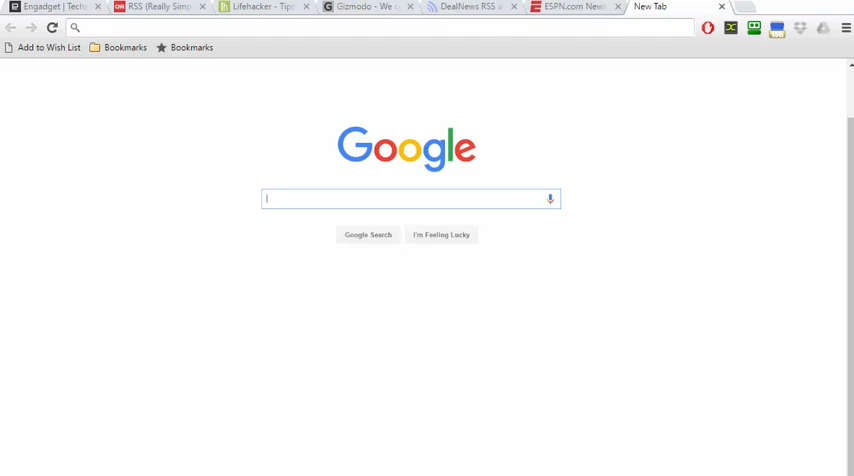 Engadget | Techn
RSS (Really Simp
Lifehacker - Tips
Gizmodo - We c
DealNews RSS a
ESPN.com News
New Tab
Add to Wish List
Bookmarks
Bookmarks
Google
Google Search
I'm Feeling Lucky